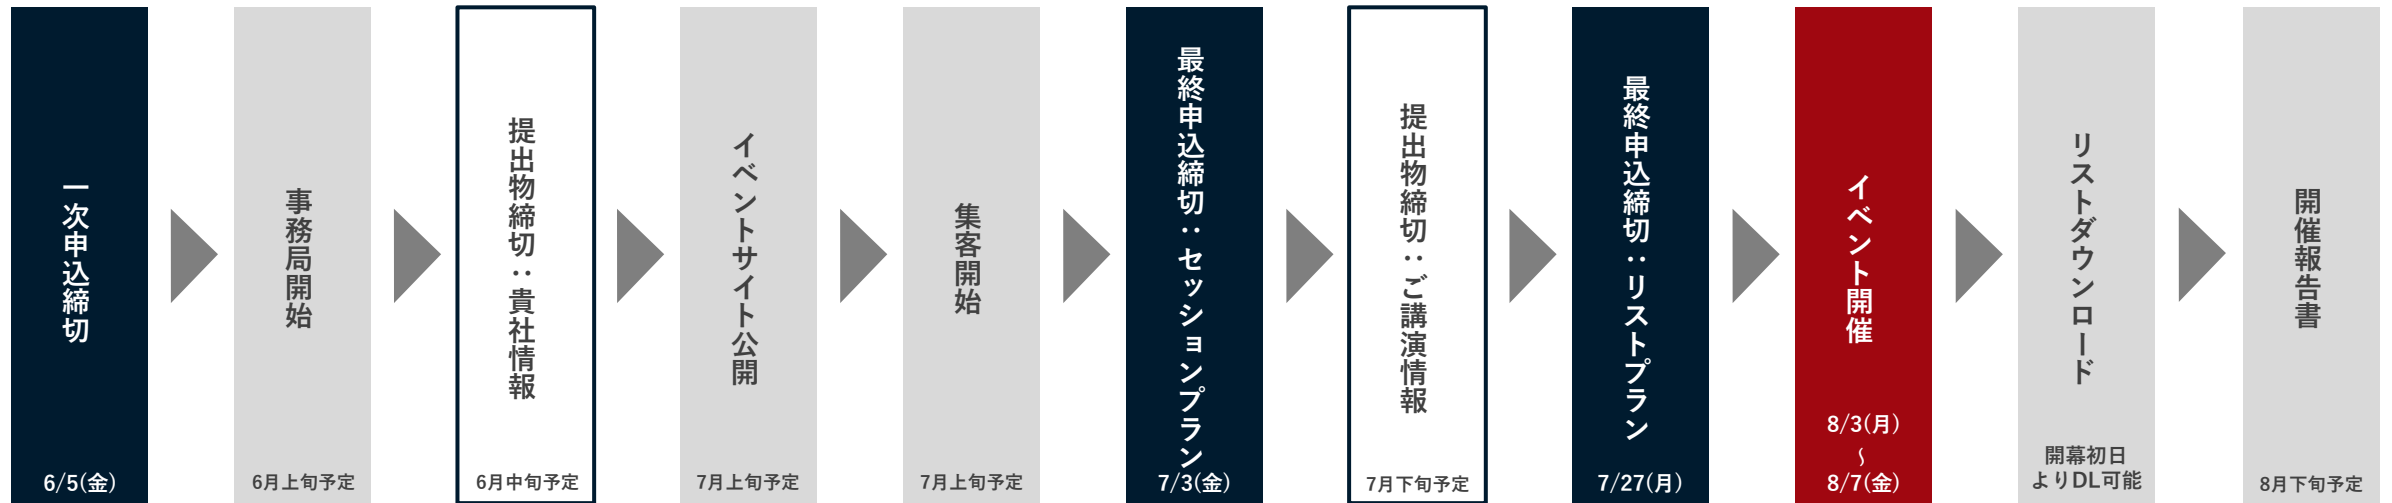 一次申込締切
6/5(金)
事務局開始
6月上旬予定
提出物締切：貴社情報
6月中旬予定
イベントサイト公開
7月上旬予定
集客開始
7月上旬予定
最終申込締切：セッションプラン
7/3(金)
提出物締切：ご講演情報
7月下旬予定
最終申込締切：リストプラン
7/27(月)
イベント開催
8/3(月)
～
8/7(金)
リストダウンロード
開幕初日
よりDL可能
開催報告書
8月下旬予定